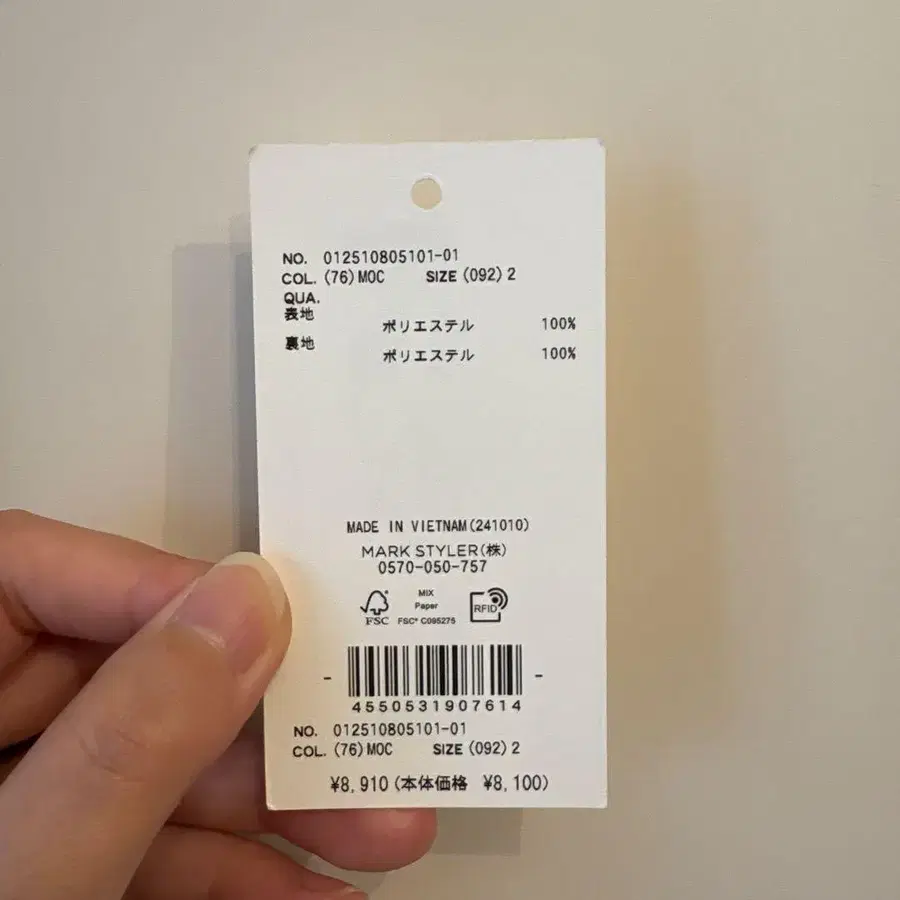 NO. 012510805101-01
COL. (76)MOC SIZE (092) 2
QUA.
表地
ポリエステル 100%
裏地
ポリエステル 100%
MADE IN VIETNAM(241010)
MARK STYLER(株)
0570-050-757
MIX
Paper
FSC FSC® C095275
RFID
- -
4550531907614
NO. 012510805101-01
COL. (76)MOC SIZE (092) 2
¥8,910(本体価格 ¥8,100)